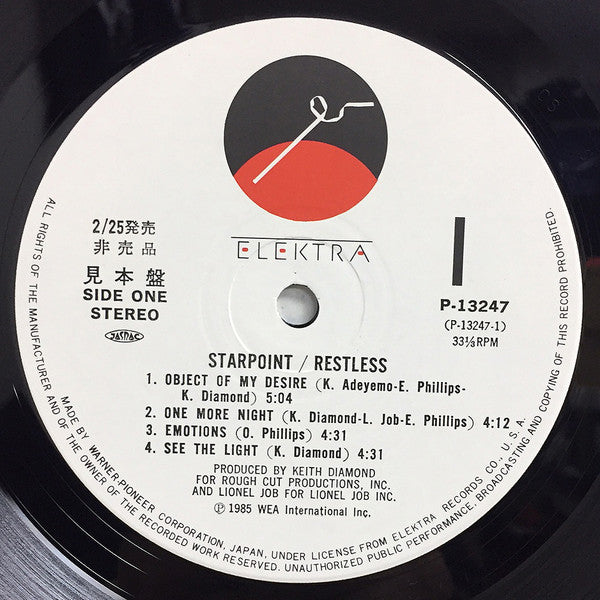 ELEKTRA
2/25発売
非売品
見本盤
SIDE ONE
STEREO
JASRAC
1
P-13247
(P-13247-1)
33⅓RPM
STARPOINT / RESTLESS
1. OBJECT OF MY DESIRE (K. Adeyemo-E. Phillips-
K. Diamond) 5:04
2. ONE MORE NIGHT (K. Diamond-L. Job-E. Phillips) 4:12
3. EMOTIONS (O. Phillips) 4:31
4. SEE THE LIGHT (K. Diamond) 4:31
PRODUCED BY KEITH DIAMOND
FOR ROUGH CUT PRODUCTIONS, INC.
AND LIONEL JOB FOR LIONEL JOB INC.
Ⓟ 1985 WEA International Inc.
ALL RIGHTS OF THE MANUFACTURER AND OF THE OWNER OF THE RECORDED WORK RESERVED. UNAUTHORIZED PUBLIC PERFORMANCE, BROADCASTING AND COPYING OF THIS RECORD PROHIBITED.
MADE BY WARNER-PIONEER CORPORATION, JAPAN, UNDER LICENSE FROM ELEKTRA RECORDS CO., U.S.A.